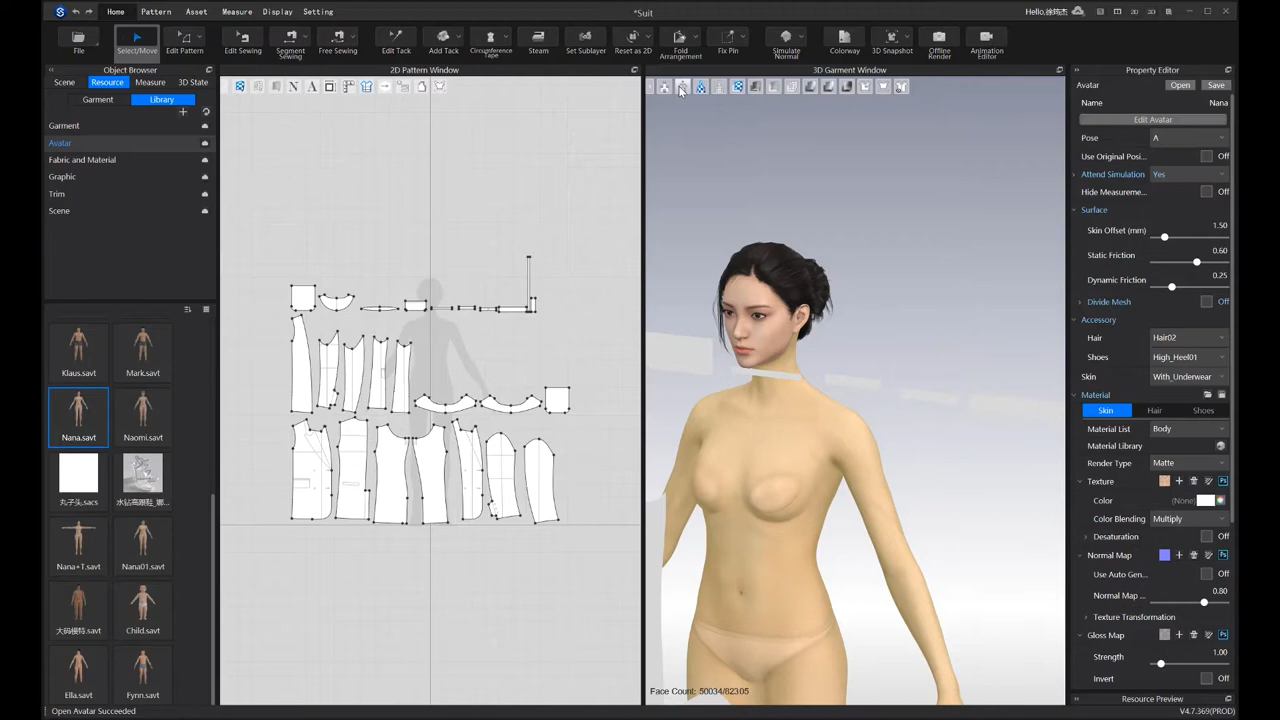 Home Pattern Asset Measure Display Setting
*Suit
Hello,徐筠杰
File
Select/Move
Edit Pattern
Edit Sewing
Segment Sewing
Free Sewing
Edit Tack
Add Tack
Circumference Tape
Steam
Set Sublayer
Reset as 2D
Fold Arrangement
Fix Pin
Simulate Normal
Colorway
3D Snapshot
Offline Render
Animation Editor
Object Browser
2D Pattern Window
3D Garment Window
Property Editor
Scene Resource Measure 3D State
Garment Library
Garment
Avatar
Fabric and Material
Graphic
Trim
Scene
Klaus.savt Mark.savt
Nana.savt Naomi.savt
丸子头.sacs 水钻高跟鞋_娜...
Nana+T.savt Nana01.savt
大码模特.savt Child.savt
Ella.savt Fynn.savt
Open Avatar Succeeded
Face Count: 50034/82305
Avatar Open Save
Name Nana
Edit Avatar
Pose A
Use Original Posi... Off
Attend Simulation Yes
Hide Measureme... Off
Surface
Skin Offset (mm) 1.50
Static Friction 0.60
Dynamic Friction 0.25
Divide Mesh Off
Accessory
Hair Hair02
Shoes High_Heel01
Skin With_Underwear
Material
Skin Hair Shoes
Material List Body
Material Library
Render Type Matte
Texture
Color (None)
Color Blending Multiply
Desaturation Off
Normal Map
Use Auto Gen... Off
Normal Map ... 0.80
Texture Transformation
Gloss Map
Strength 1.00
Invert Off
Resource Preview
V4.7.369(PROD)